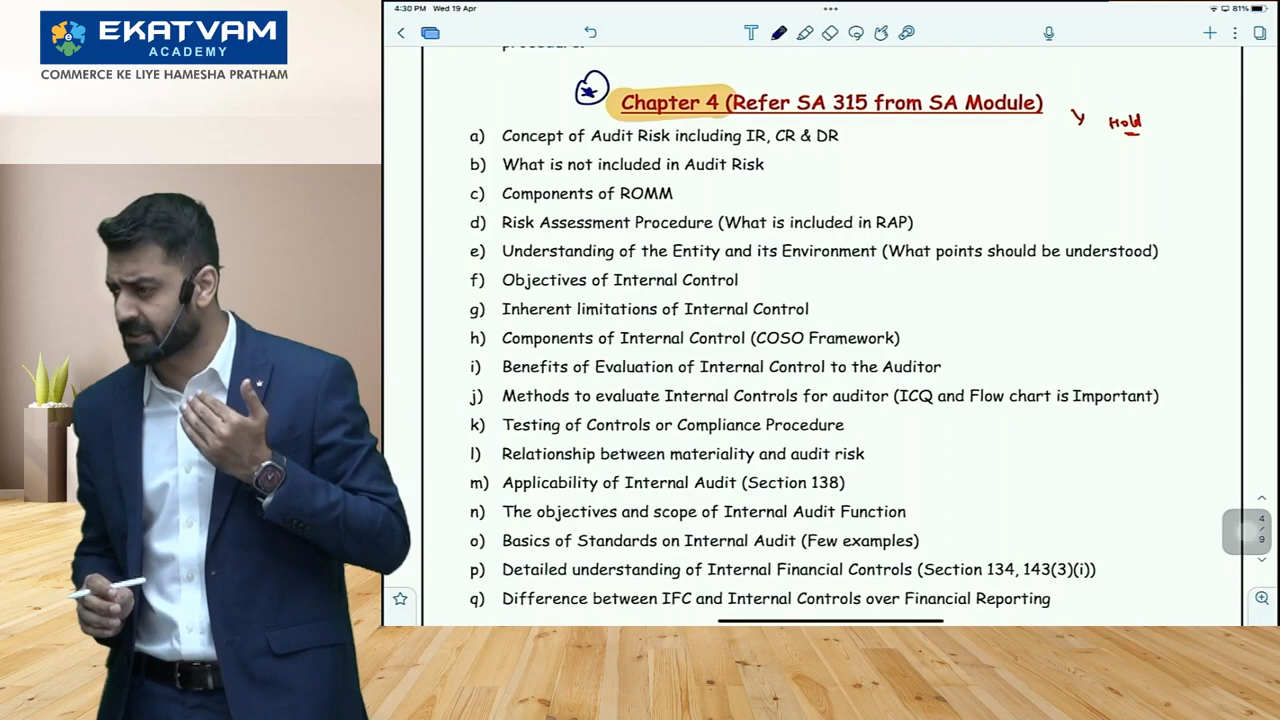 EKATVAM
ACADEMY
COMMERCE KE LIYE HAMESHA PRATHAM
4:30 PM Wed 19 Apr
81%
procedure.
Chapter 4 (Refer SA 315 from SA Module)
Hold
a) Concept of Audit Risk including IR, CR & DR
b) What is not included in Audit Risk
c) Components of ROMM
d) Risk Assessment Procedure (What is included in RAP)
e) Understanding of the Entity and its Environment (What points should be understood)
f) Objectives of Internal Control
g) Inherent limitations of Internal Control
h) Components of Internal Control (COSO Framework)
i) Benefits of Evaluation of Internal Control to the Auditor
j) Methods to evaluate Internal Controls for auditor (ICQ and Flow chart is Important)
k) Testing of Controls or Compliance Procedure
l) Relationship between materiality and audit risk
m) Applicability of Internal Audit (Section 138)
n) The objectives and scope of Internal Audit Function
o) Basics of Standards on Internal Audit (Few examples)
p) Detailed understanding of Internal Financial Controls (Section 134, 143(3)(i))
q) Difference between IFC and Internal Controls over Financial Reporting
4
/
9